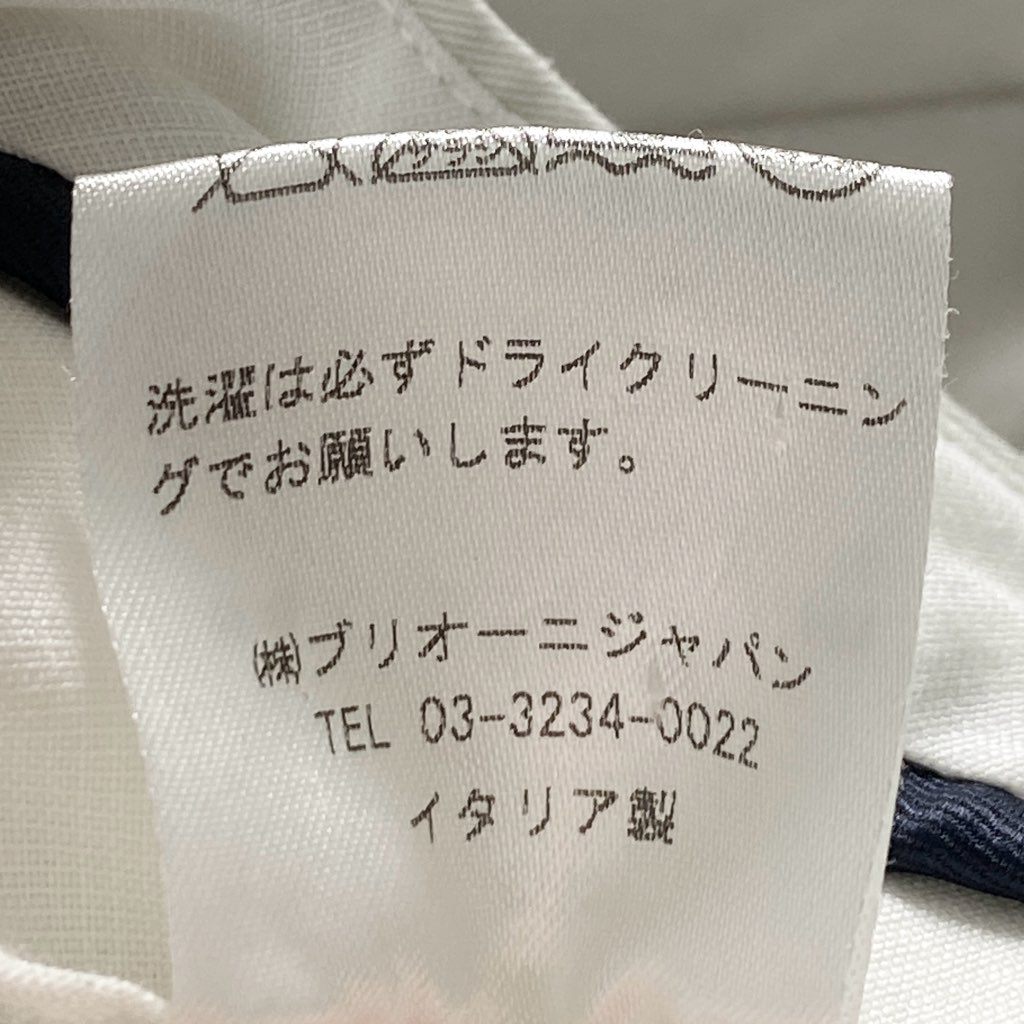 洗濯は必ずドライクリーニン
グでお願いします。
㈱ブリオーニジャパン
TEL 03-3234-0022
イタリア製